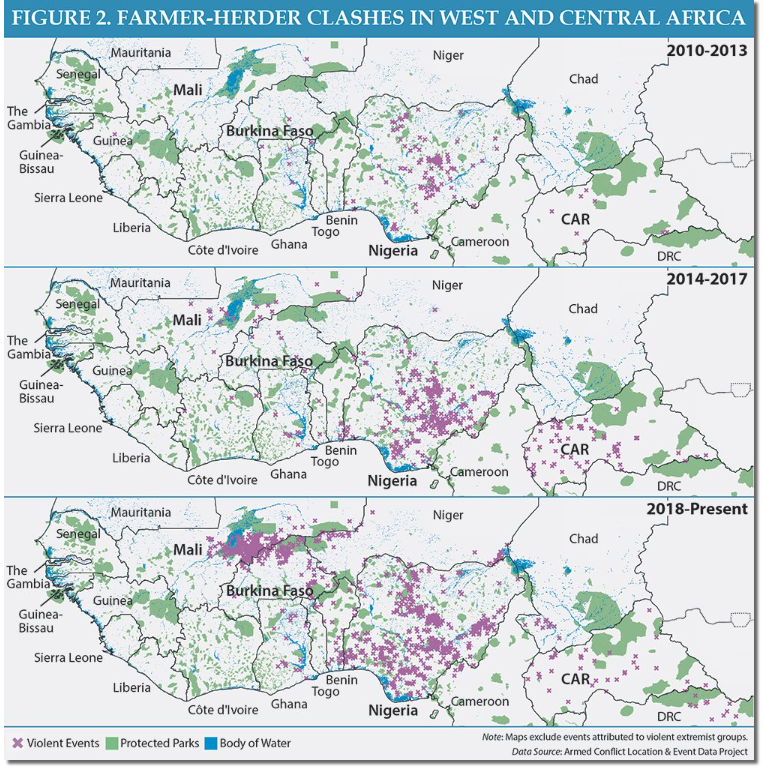 FIGURE 2. FARMER-HERDER CLASHES IN WEST AND CENTRAL AFRICA
2010-2013
Mauritania
Niger
Senegal
Chad
Mali
The
Gambia
Burkina Faso
Guinea
Guinea-
Bissau
Sierra Leone
CAR
Liberia
Benin
Togo
Ghana
Côte d'Ivoire
Nigeria
Cameroon
DRC
2014-2017
Mauritania
Niger
Senegal
Chad
Mali
The
Gambia
Burkina Faso
Guinea
Guinea-
Bissau
Sierra Leone
CAR
Liberia
Benin
Togo
Ghana
Côte d'Ivoire
Nigeria
Cameroon
DRC
2018-Present
Mauritania
Niger
Senegal
Chad
Mali
The
Gambia
Burkina Faso
Guinea
Guinea-
Bissau
Sierra Leone
CAR
Liberia
Benin
Togo
Ghana
Côte d'Ivoire
Nigeria
Cameroon
DRC
Violent Events Protected Parks Body of Water
Note: Maps exclude events attributed to violent extremist groups.
Data Source: Armed Conflict Location & Event Data Project